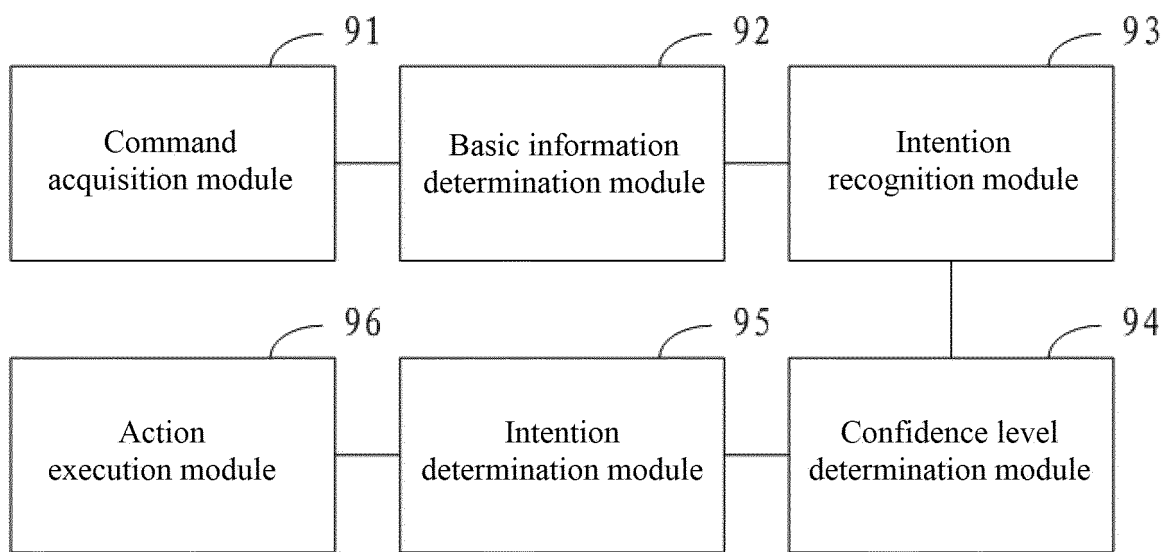 91
92
93
Command
acquisition module
Basic information
determination module
Intention
recognition module
96
95
94
Action
execution module
Intention
determination module
Confidence level
determination module